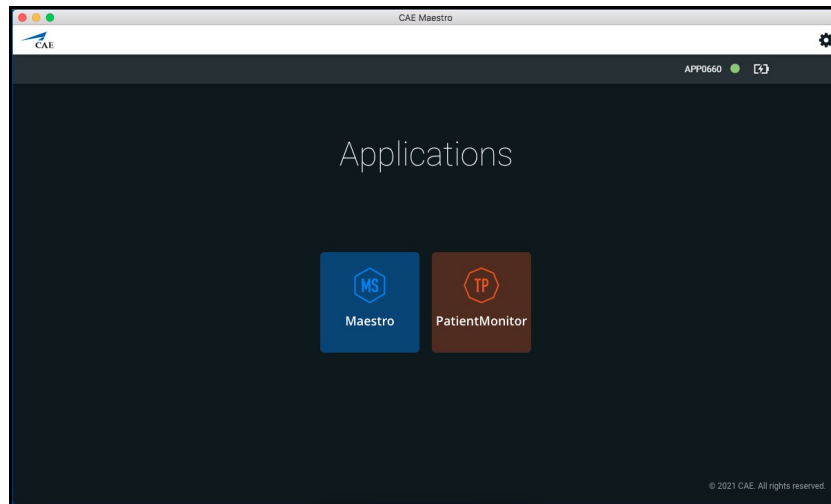 CAE Maestro
CAE
APP0660
Applications
MS
TP
Maestro
PatientMonitor
© 2021 CAE. All rights reserved.